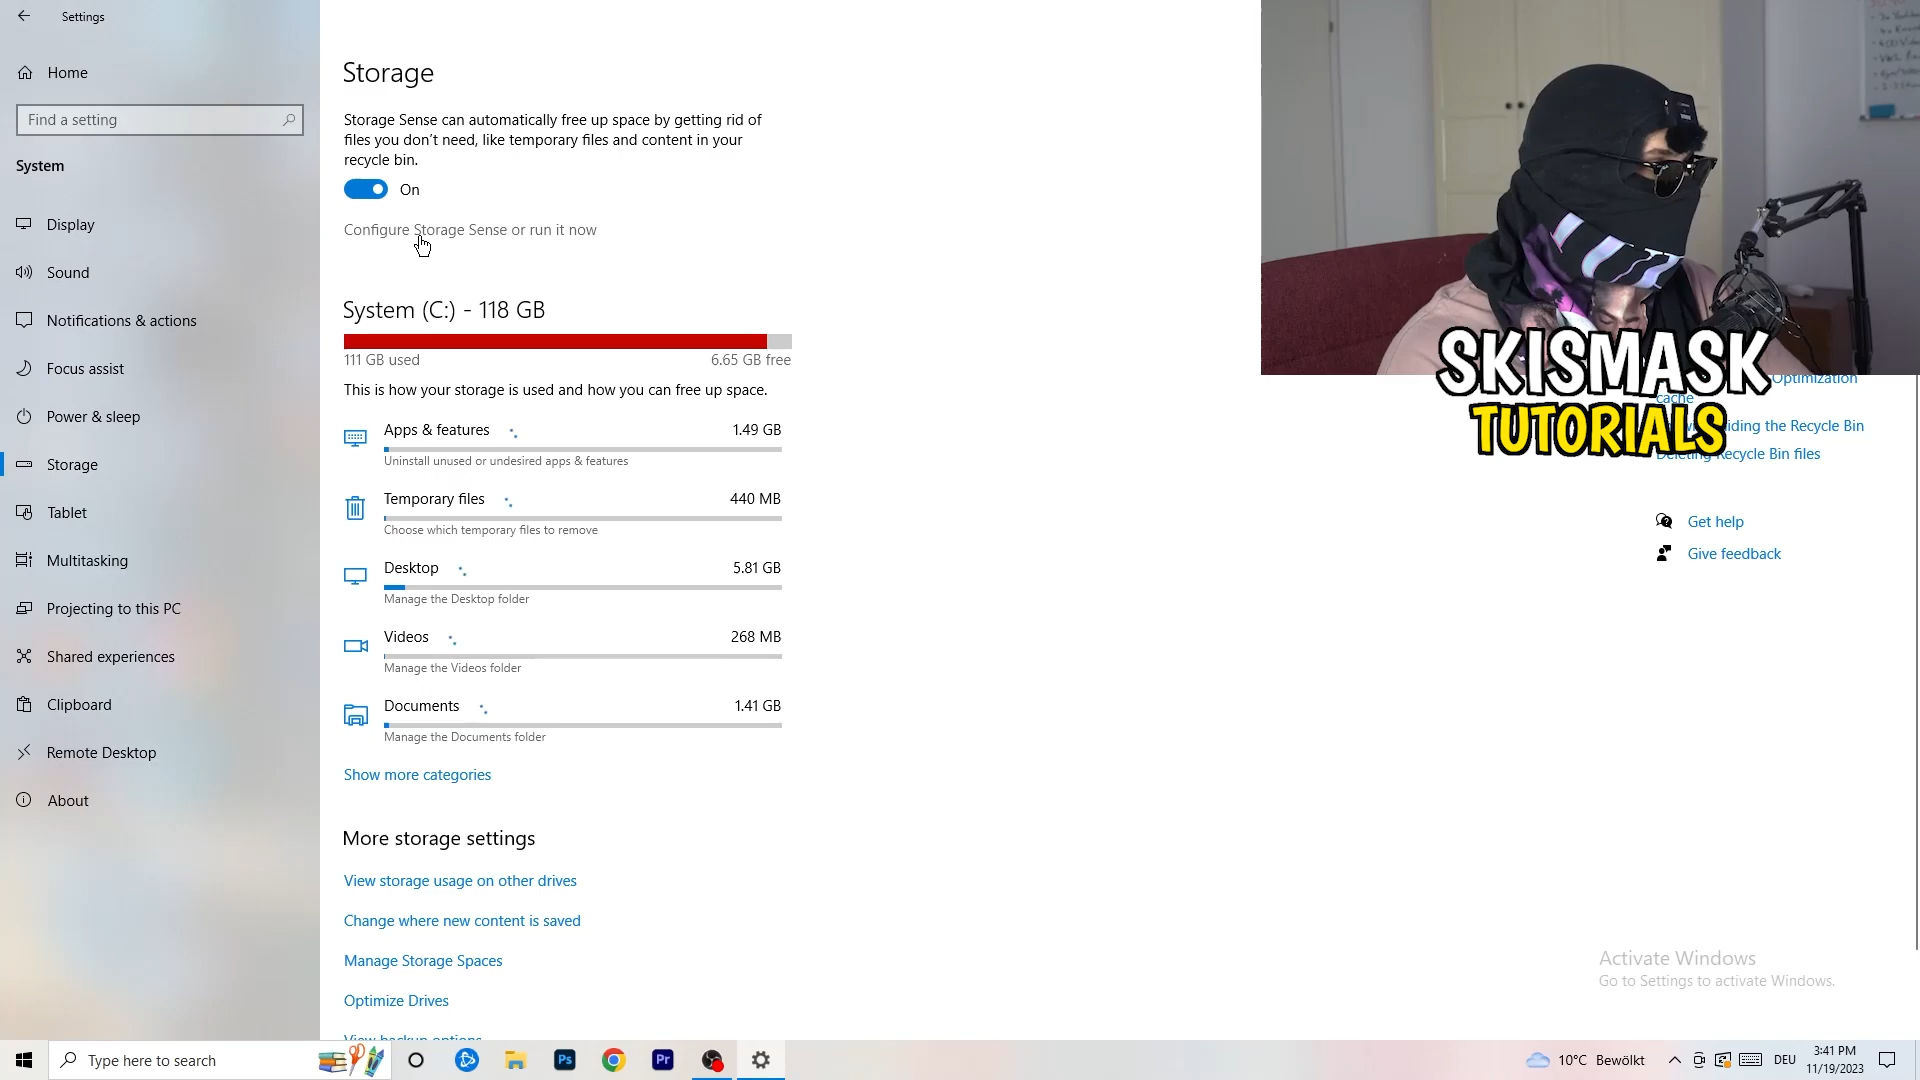 Settings
Home
Find a setting
System
Display
Sound
Notifications & actions
Focus assist
Power & sleep
Storage
Tablet
Multitasking
Projecting to this PC
Shared experiences
Clipboard
Remote Desktop
About
Storage
Storage Sense can automatically free up space by getting rid of
files you don't need, like temporary files and content in your
recycle bin.
On
Configure Storage Sense or run it now
System (C:) - 118 GB
111 GB used
6.65 GB free
This is how your storage is used and how you can free up space.
Apps & features
1.49 GB
Uninstall unused or undesired apps & features
Temporary files
440 MB
Choose which temporary files to remove
Desktop
5.81 GB
Manage the Desktop folder
Videos
268 MB
Manage the Videos folder
Documents
1.41 GB
Manage the Documents folder
Show more categories
More storage settings
View storage usage on other drives
Change where new content is saved
Manage Storage Spaces
Optimize Drives
View backup options
SKISMASK
TUTORIALS
Optimization
cache
the Recycle Bin
Recycle Bin files
Get help
Give feedback
Activate Windows
Go to Settings to activate Windows.
Type here to search
Ps
Pr
10°C Bewölkt
DEU
3:41 PM
11/19/2023